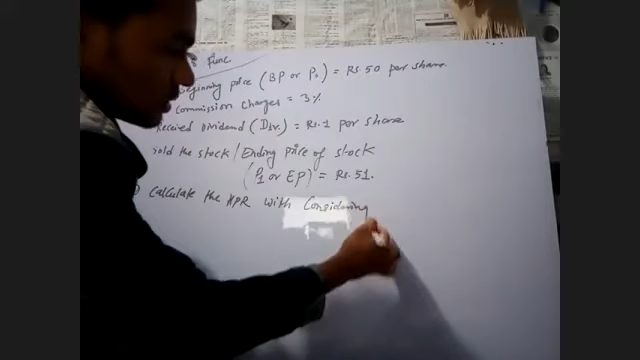 Func
Beginning price (BP or P₀) = Rs.50 per share
Commission charges = 3%
Received Dividend (Div.) = Rs.1 per share
Sold the stock / Ending price of stock
(P1 or EP) = Rs.51.
Calculate the HPR with Considering